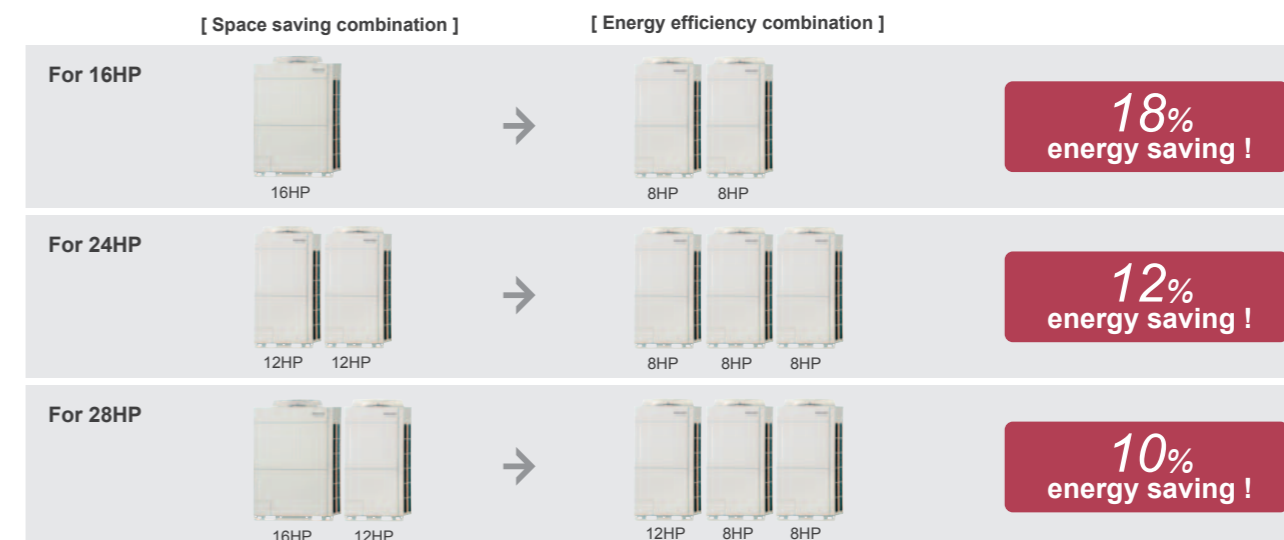 [ Space saving combination ]
[ Energy efficiency combination ]
For 16HP
16HP
8HP
8HP
18%
energy saving !
For 24HP
12HP
12HP
8HP
8HP
8HP
12%
energy saving !
For 28HP
16HP
12HP
12HP
8HP
8HP
10%
energy saving !